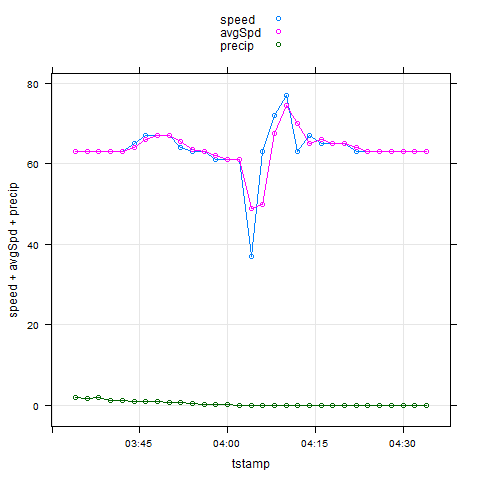 speed
avgSpd
precip
80
60
40
20
0
speed + avgSpd + precip
03:45 04:00 04:15 04:30
tstamp